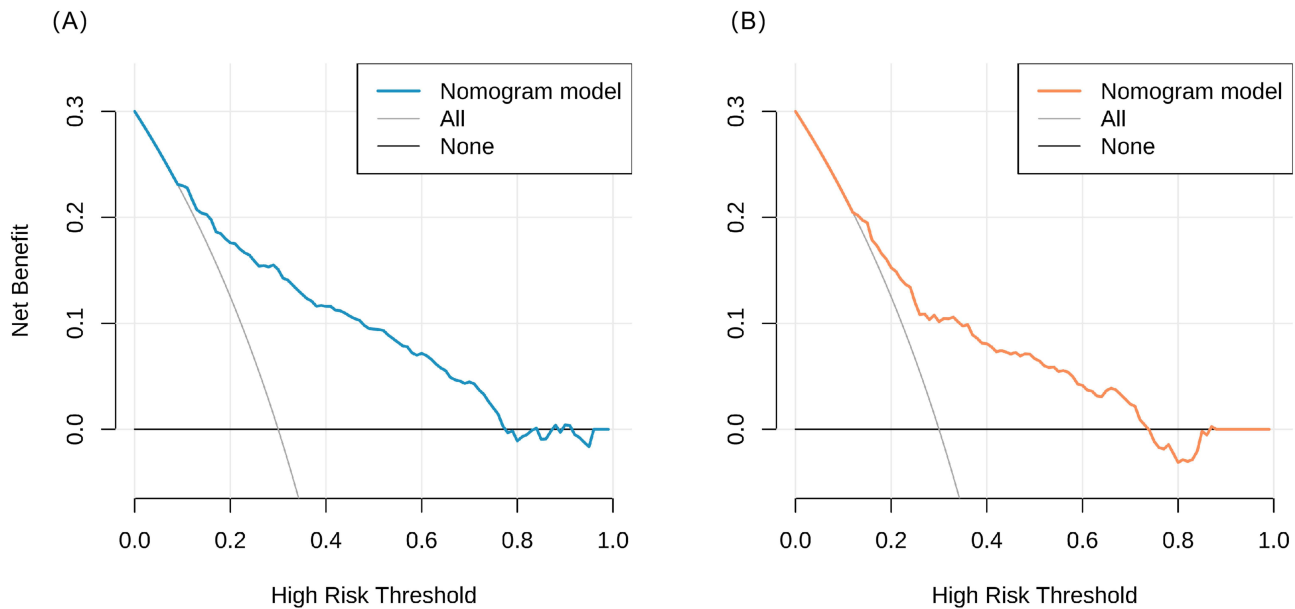 (A)
Nomogram model
All
None
Net Benefit
0.3
0.2
0.1
0.0
0.0 0.2 0.4 0.6 0.8 1.0
High Risk Threshold
(B)
Nomogram model
All
None
0.3
0.2
0.1
0.0
0.0 0.2 0.4 0.6 0.8 1.0
High Risk Threshold